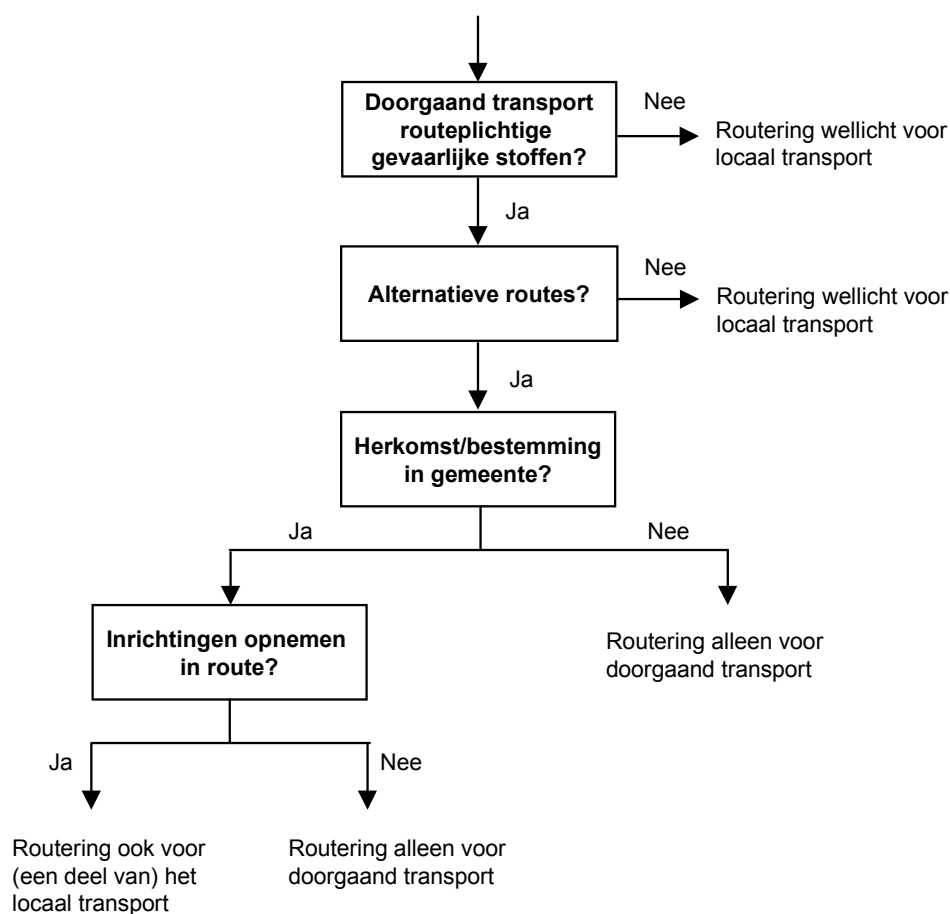 Doorgaand transport
routeplichtige
gevaarlijke stoffen?
Nee
Routering wellicht voor
locaal transport
Ja
Alternatieve routes?
Nee
Routering wellicht voor
locaal transport
Ja
Herkomst/bestemming
in gemeente?
Ja
Nee
Inrichtingen opnemen
in route?
Routering alleen voor
doorgaand transport
Ja
Nee
Routering ook voor
(een deel van) het
locaal transport
Routering alleen voor
doorgaand transport